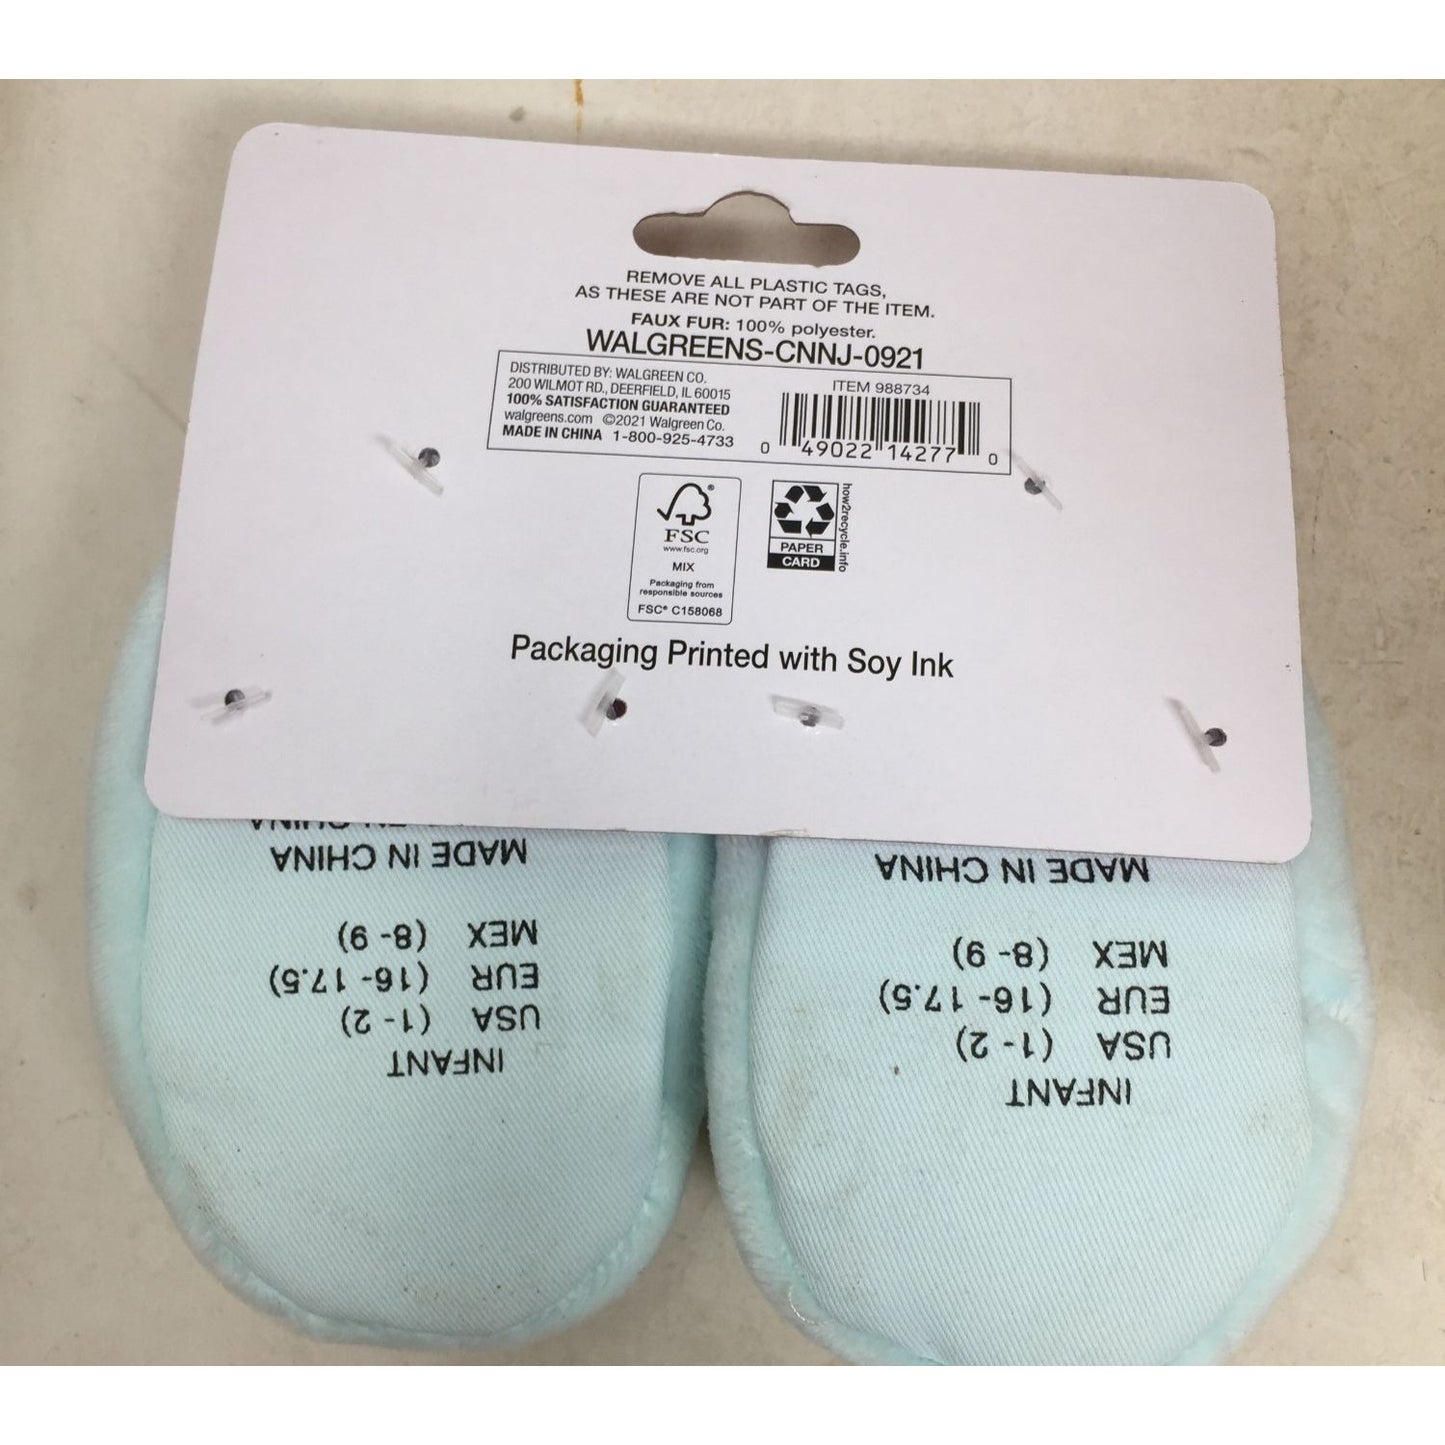 REMOVE ALL PLASTIC TAGS,
AS THESE ARE NOT PART OF THE ITEM.
FAUX FUR: 100% polyester.
WALGREENS-CNNJ-0921
DISTRIBUTED BY: WALGREEN CO.
200 WILMOT RD., DEERFIELD, IL 60015
100% SATISFACTION GUARANTEED
walgreens.com ©2021 Walgreen Co.
MADE IN CHINA 1-800-925-4733
ITEM 988734
0 49022 14277 0
FSC®
www.fsc.org
MIX
Packaging from
responsible sources
FSC® C158068
PAPER
CARD
how2recycle.info
Packaging Printed with Soy Ink
INFANT
USA (1- 2)
EUR (16- 17.5)
MEX (8- 9)
MADE IN CHINA
EN CHINA
INFANT
USA (1- 2)
EUR (16- 17.5)
MEX (8- 9)
MADE IN CHINA